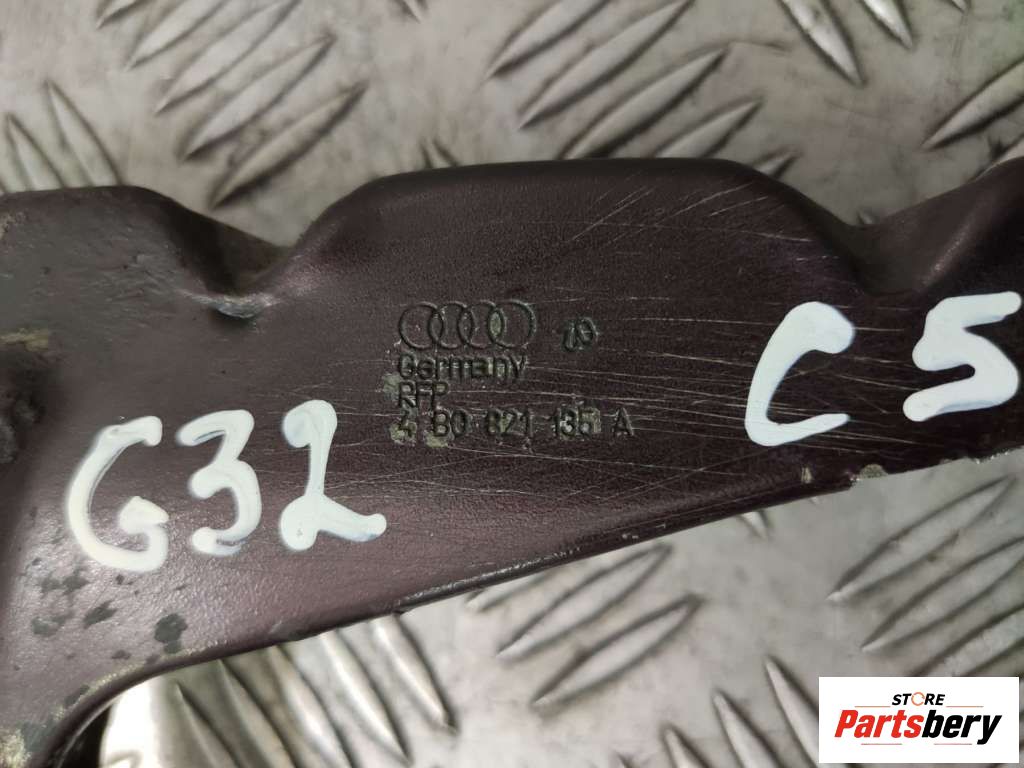 Germany
RFP
4 B0 821 135 A
G32
C5
STORE
Partsbery